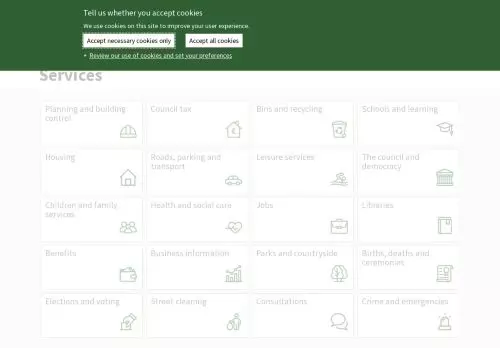 Tell us whether you accept cookies
We use cookies on this site to improve your user experience.
Accept necessary cookies only
Accept all cookies
Review our use of cookies and set your preferences
Services
Planning and building
control
Council tax
Bins and recycling
Schools and learning
Housing
Roads, parking and
transport
Leisure services
The council and
democracy
Children and family
services
Health and social care
Jobs
Libraries
Benefits
Business information
Parks and countryside
Births, deaths and
ceremonies
Elections and voting
Street cleaning
Consultations
Crime and emergencies